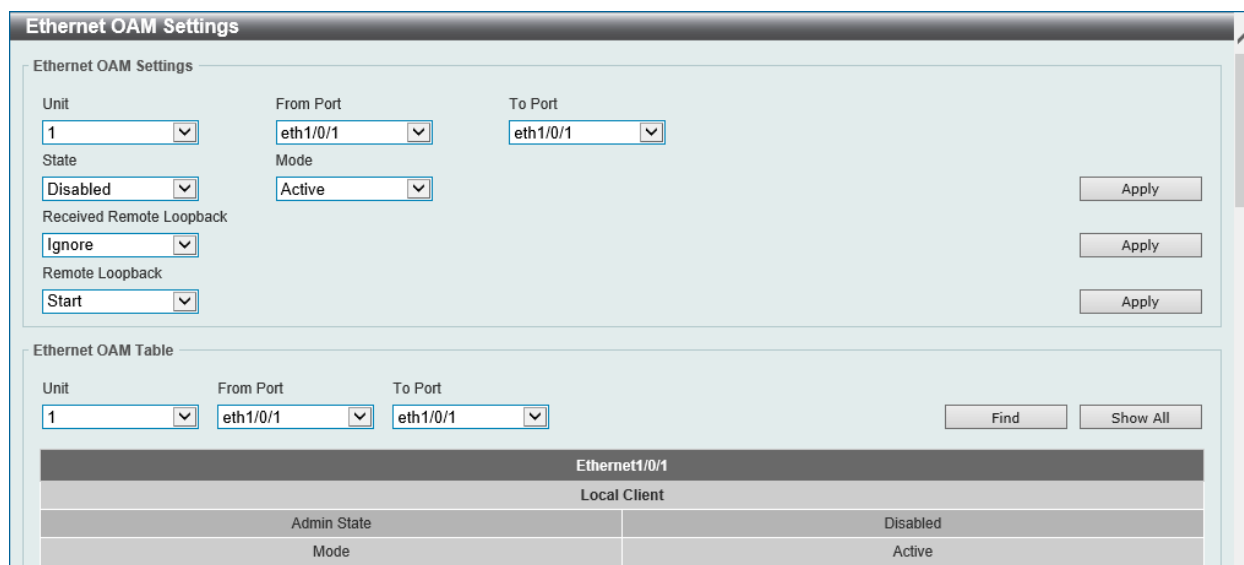 Ethernet OAM Settings
Ethernet OAM Settings
Unit From Port To Port
1 eth1/0/1 eth1/0/1
State Mode
Disabled Active Apply
Received Remote Loopback
Ignore Apply
Remote Loopback
Start Apply
Ethernet OAM Table
Unit From Port To Port
1 eth1/0/1 eth1/0/1 Find Show All
Ethernet1/0/1
Local Client
Admin State Disabled
Mode Active